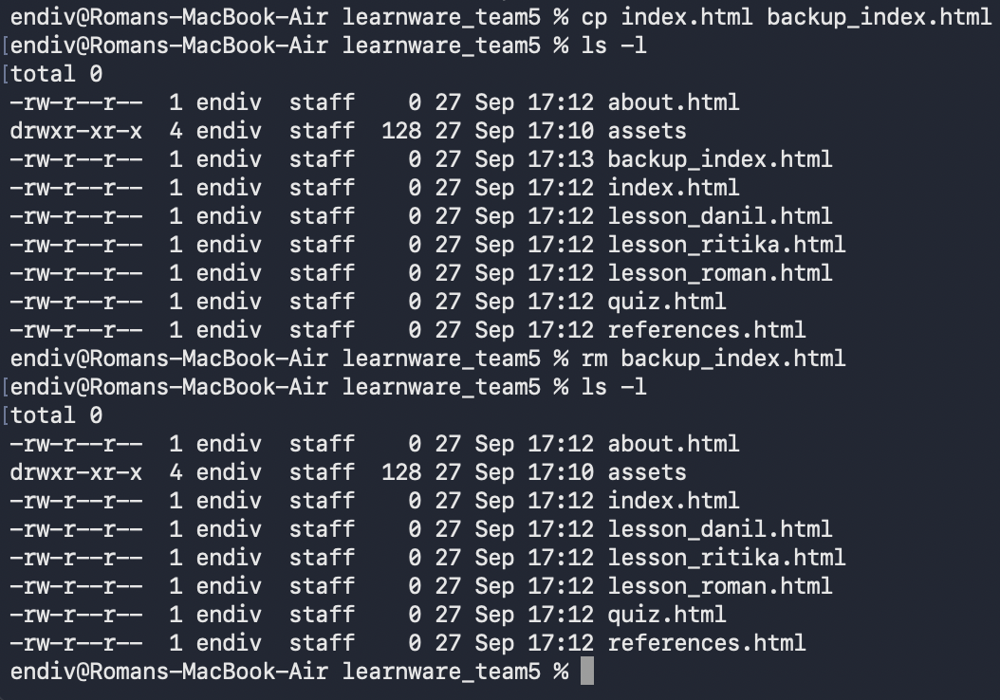 endiv@Romans-MacBook-Air learnware_team5 % cp index.html backup_index.html
[endiv@Romans-MacBook-Air learnware_team5 % ls -l
[total 0
-rw-r--r--  1 endiv  staff    0 27 Sep 17:12 about.html
drwxr-xr-x  4 endiv  staff  128 27 Sep 17:10 assets
-rw-r--r--  1 endiv  staff    0 27 Sep 17:13 backup_index.html
-rw-r--r--  1 endiv  staff    0 27 Sep 17:12 index.html
-rw-r--r--  1 endiv  staff    0 27 Sep 17:12 lesson_danil.html
-rw-r--r--  1 endiv  staff    0 27 Sep 17:12 lesson_ritika.html
-rw-r--r--  1 endiv  staff    0 27 Sep 17:12 lesson_roman.html
-rw-r--r--  1 endiv  staff    0 27 Sep 17:12 quiz.html
-rw-r--r--  1 endiv  staff    0 27 Sep 17:12 references.html
endiv@Romans-MacBook-Air learnware_team5 % rm backup_index.html
[endiv@Romans-MacBook-Air learnware_team5 % ls -l
[total 0
-rw-r--r--  1 endiv  staff    0 27 Sep 17:12 about.html
drwxr-xr-x  4 endiv  staff  128 27 Sep 17:10 assets
-rw-r--r--  1 endiv  staff    0 27 Sep 17:12 index.html
-rw-r--r--  1 endiv  staff    0 27 Sep 17:12 lesson_danil.html
-rw-r--r--  1 endiv  staff    0 27 Sep 17:12 lesson_ritika.html
-rw-r--r--  1 endiv  staff    0 27 Sep 17:12 lesson_roman.html
-rw-r--r--  1 endiv  staff    0 27 Sep 17:12 quiz.html
-rw-r--r--  1 endiv  staff    0 27 Sep 17:12 references.html
endiv@Romans-MacBook-Air learnware_team5 %